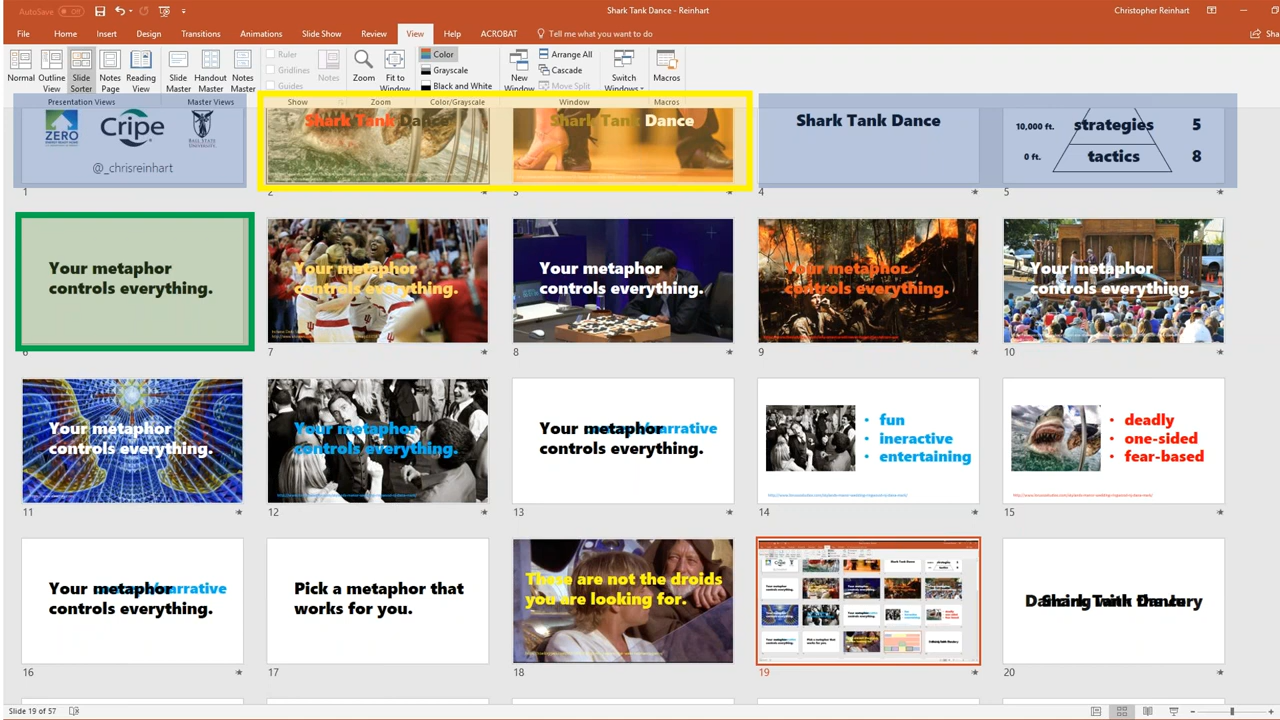 AutoSave Off
Shark Tank Dance - Reinhart
Christopher Reinhart
File Home Insert Design Transitions Animations Slide Show Review View Help ACROBAT Tell me what you want to do
Sha
Normal Outline View Slide Sorter Notes Page Reading View
Slide Master Handout Master Notes Master
Ruler
Gridlines
Guides
Notes
Zoom Fit to Window
Color
Grayscale
Black and White
New Window
Arrange All
Cascade
Move Split
Switch Windows
Macros
Presentation Views Master Views Show Zoom Color/Grayscale Window Macros
ZERO
Cripe
BALL STATE UNIVERSITY
@_chrisreinhart
1
Shark Tank Dance
2
Shark Tank Dance
3
Shark Tank Dance
4
10,000 ft. strategies 5
0 ft. tactics 8
5
Your metaphor
controls everything.
6
Your metaphor
controls everything.
7
Your metaphor
controls everything.
8
Your metaphor
controls everything.
9
Your metaphor
controls everything.
10
Your metaphor
controls everything.
11
Your metaphor
controls everything.
12
Your metaphor/narrative
controls everything.
13
• fun
• ineractive
• entertaining
14
• deadly
• one-sided
• fear-based
15
Your metaphor/narrative
controls everything.
16
Pick a metaphor that
works for you.
17
These are not the droids
you are looking for.
18
19
20
Slide 19 of 57